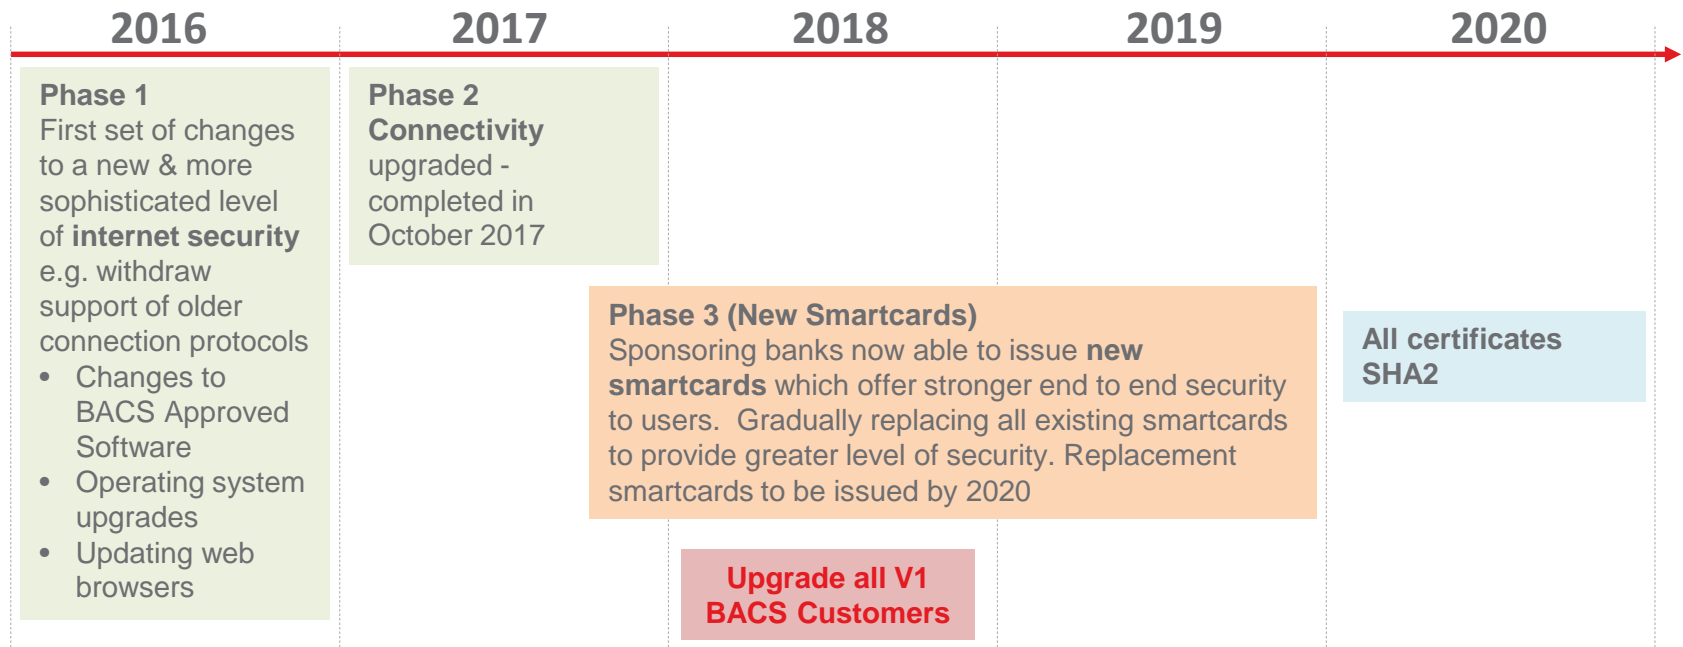 2016
2017
2018
2019
2020
Phase 1
First set of changes
to a new & more
sophisticated level
of internet security
e.g. withdraw
support of older
connection protocols
• Changes to
BACS Approved
Software
• Operating system
upgrades
• Updating web
browsers
Phase 2
Connectivity
upgraded -
completed in
October 2017
Phase 3 (New Smartcards)
Sponsoring banks now able to issue new
smartcards which offer stronger end to end security
to users.  Gradually replacing all existing smartcards
to provide greater level of security. Replacement
smartcards to be issued by 2020
Upgrade all V1
BACS Customers
All certificates
SHA2